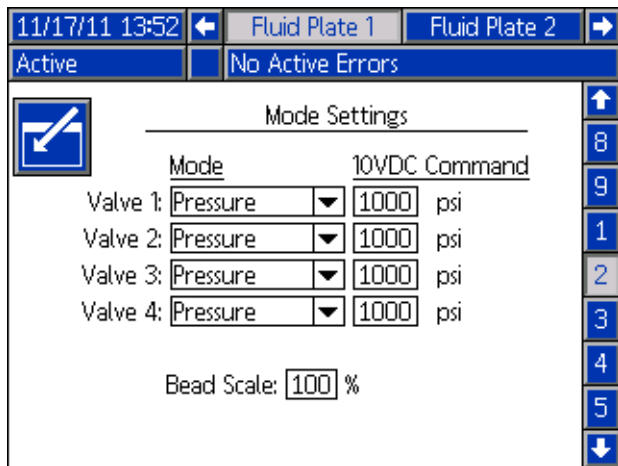 11/17/11 13:52 Fluid Plate 1 Fluid Plate 2
Active No Active Errors
Mode Settings
Mode 10VDC Command
Valve 1: Pressure 1000 psi
Valve 2: Pressure 1000 psi
Valve 3: Pressure 1000 psi
Valve 4: Pressure 1000 psi
Bead Scale: 100 %
8
9
1
2
3
4
5